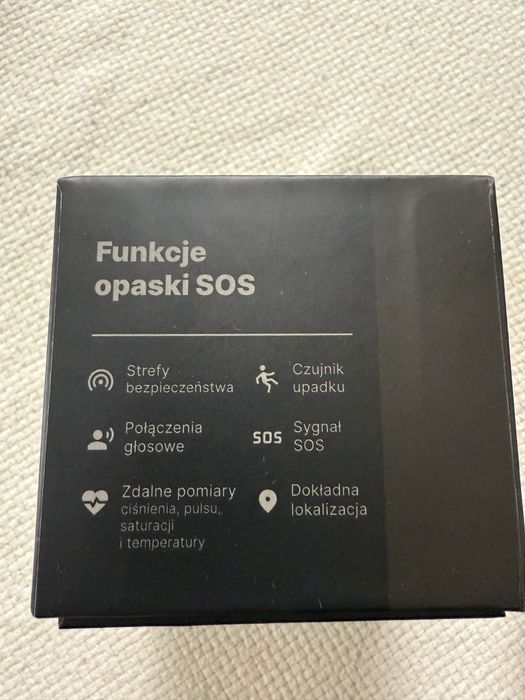 Funkcje
opaski SOS
Strefy
bezpieczeństwa
Czujnik
upadku
Połączenia
głosowe
SOS
Sygnał
SOS
Zdalne pomiary
ciśnienia, pulsu,
saturacji
i temperatury
Dokładna
lokalizacja